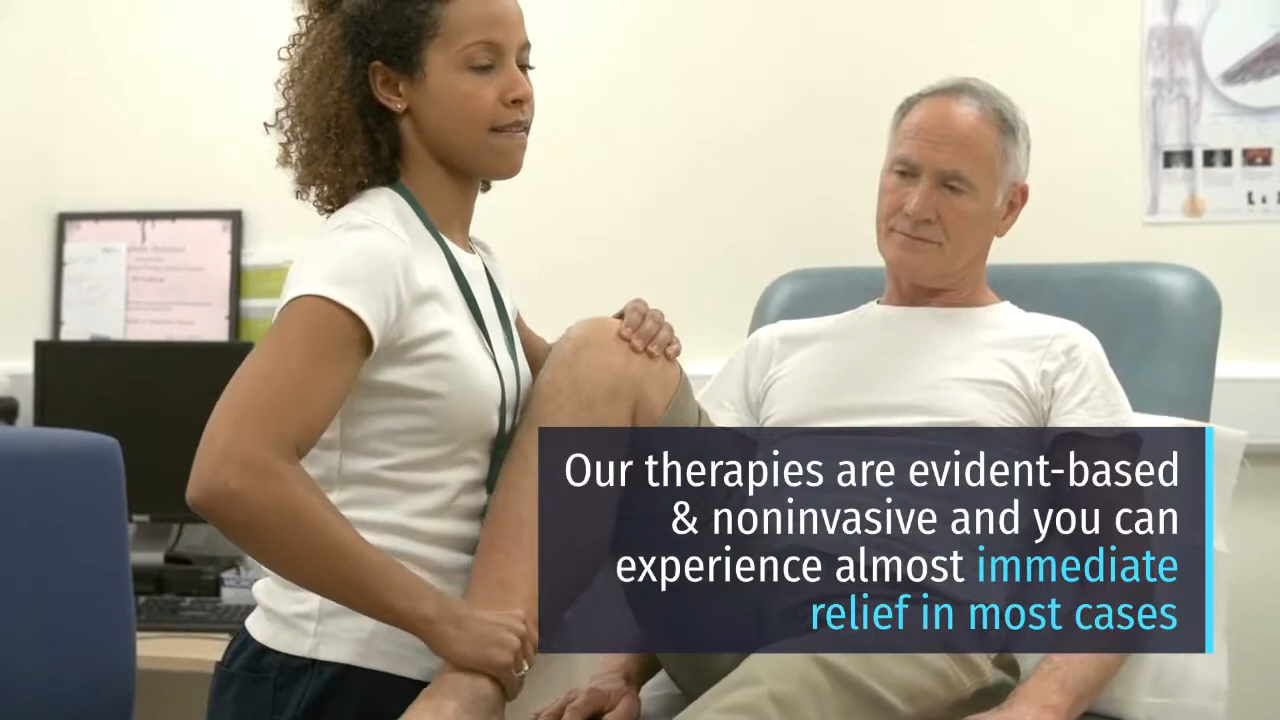 Our therapies are evident-based
& noninvasive and you can
experience almost immediate
relief in most cases